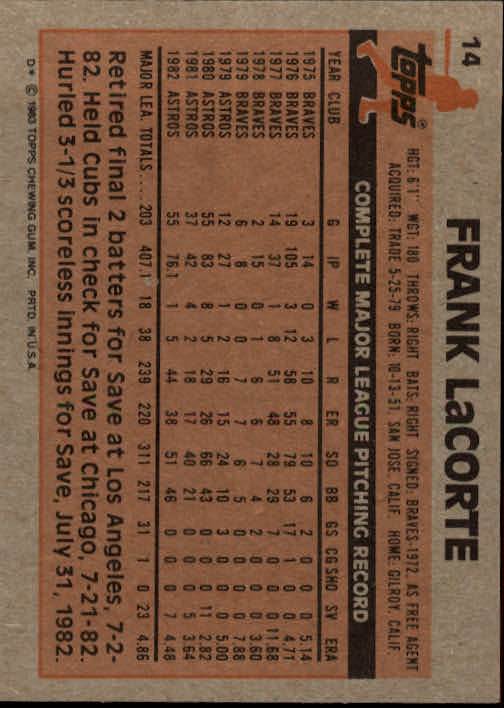 14
Topps®
FRANK LaCORTE
HGT: 6'1" WGT: 180 THROWS: RIGHT BATS: RIGHT SIGNED: BRAVES-1972, AS FREE AGENT
ACQUIRED: TRADE 5-25-79 BORN: 10-13-51, SAN JOSE, CALIF. HOME: GILROY, CALIF.
COMPLETE MAJOR LEAGUE PITCHING RECORD
YEAR CLUB G IP W L R ER SO BB GS CG SHO SV ERA
1975 BRAVES 3 14 0 3 10 8 10 6 2 0 0 0 5.14
1976 BRAVES 19 105 3 12 58 55 79 53 17 1 0 0 4.71
1977 BRAVES 14 37 1 8 51 48 28 29 7 0 0 0 11.68
1978 BRAVES 2 15 0 1 6 6 7 4 2 0 0 0 3.60
1979 BRAVES 6 8 0 0 7 7 6 5 0 0 0 0 7.88
1979 ASTROS 12 27 1 2 16 15 24 10 3 0 0 0 5.00
1980 ASTROS 55 83 8 5 29 26 66 43 0 0 0 11 2.82
1981 ASTROS 37 42 4 2 18 17 40 21 0 0 0 5 3.64
1982 ASTROS 55 76.1 1 5 44 38 51 46 0 0 0 7 4.48
MAJOR LEA. TOTALS ... 203 407.1 18 38 239 220 311 217 31 1 0 23 4.86
Retired final 2 batters for Save at Los Angeles, 7-2-
82. Held Cubs in check for Save at Chicago, 7-21-82.
Hurled 3-1/3 scoreless innings for Save, July 31, 1982.
D* © 1983 TOPPS CHEWING GUM, INC. PRTD. IN U.S.A.